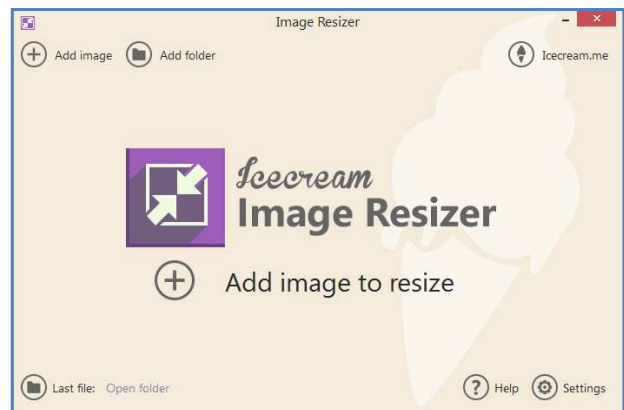 Image Resizer
Add image Add folder Icecream.me
Icecream
Image Resizer
Add image to resize
Last file: Open folder Help Settings